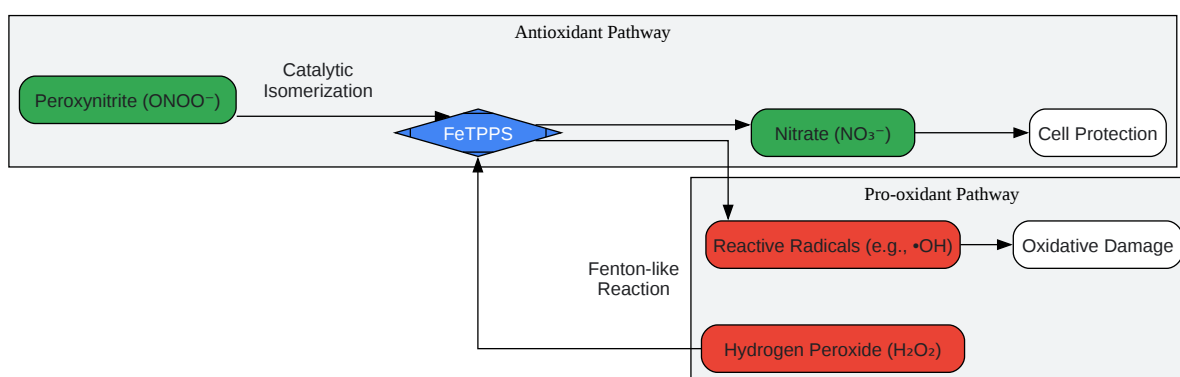 Antioxidant Pathway
Catalytic
Isomerization
Peroxynitrite (ONOO⁻)
FeTPPS
Nitrate (NO₃⁻)
Cell Protection
Pro-oxidant Pathway
Reactive Radicals (e.g., •OH)
Oxidative Damage
Fenton-like
Reaction
Hydrogen Peroxide (H₂O₂)